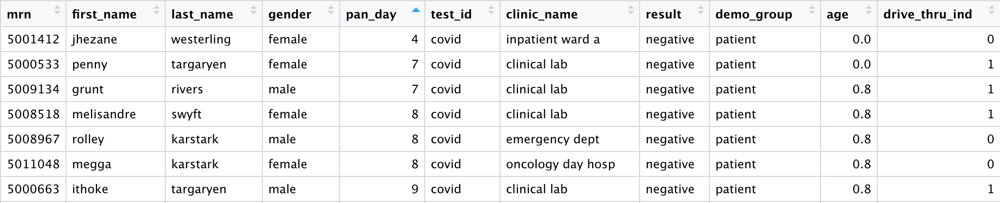 mrn first_name last_name gender pan_day test_id clinic_name result demo_group age drive_thru_ind
5001412 jhezane westerling female 4 covid inpatient ward a negative patient 0.0 0
5000533 penny targaryen female 7 covid clinical lab negative patient 0.0 1
5009134 grunt rivers male 7 covid clinical lab negative patient 0.8 1
5008518 melisandre swyft female 8 covid clinical lab negative patient 0.8 1
5008967 rolley karstark male 8 covid emergency dept negative patient 0.8 0
5011048 megga karstark female 8 covid oncology day hosp negative patient 0.8 0
5000663 ithoke targaryen male 9 covid clinical lab negative patient 0.8 1